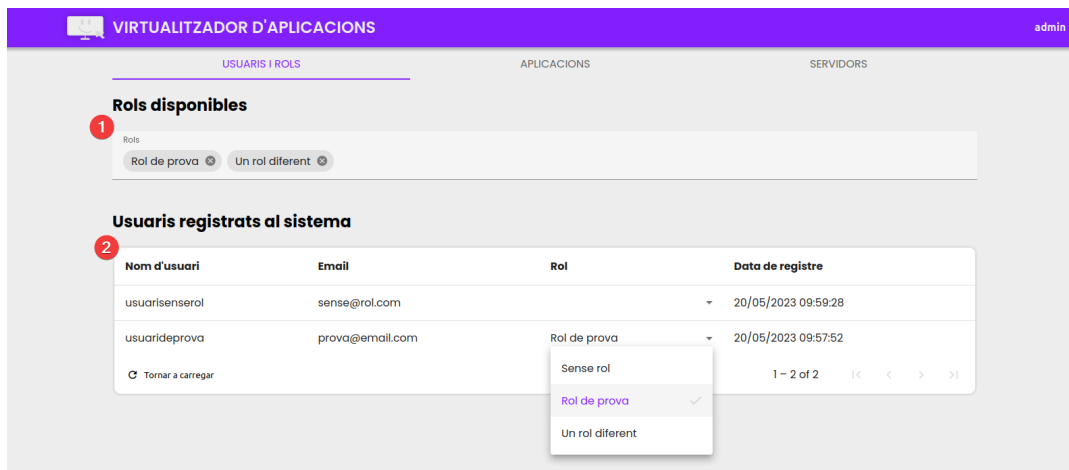 VIRTUALITZADOR D'APLICACIONS
admin
USUARIS I ROLS APLICACIONS SERVIDORS
Rols disponibles
1
Rols
Rol de prova Un rol diferent
Usuaris registrats al sistema
2
Nom d'usuari Email Rol Data de registre
usuarisenserol sense@rol.com 20/05/2023 09:59:28
usuarideprova prova@email.com Rol de prova 20/05/2023 09:57:52
Tornar a carregar 1 – 2 of 2
Sense rol
Rol de prova
Un rol diferent